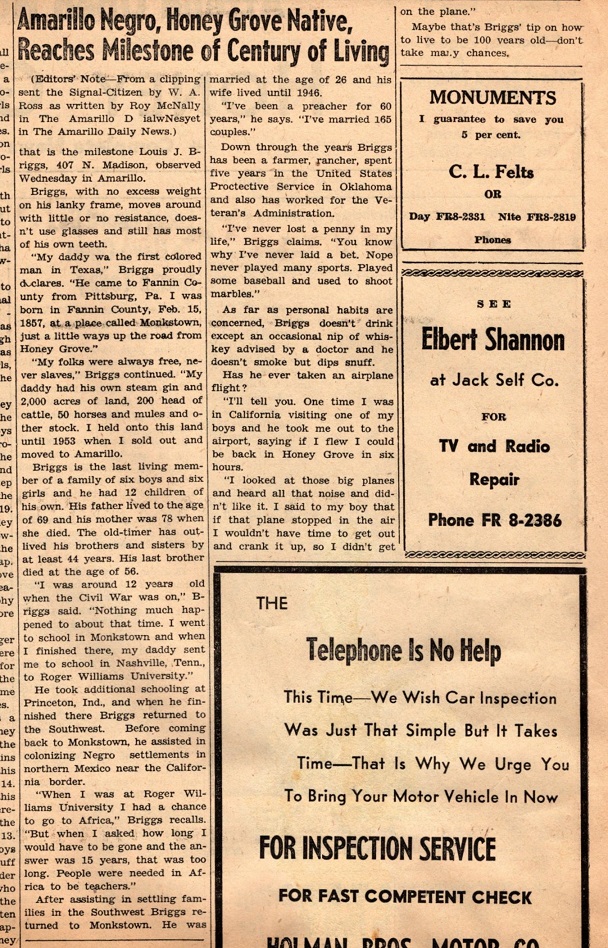 Amarillo Negro, Honey Grove Native,
Reaches Milestone of Century of Living
(Editors' Note—From a clipping
sent the Signal-Citizen by W. A.
Ross as written by Roy McNally
in The Amarillo D ialwNesyet
in The Amarillo Daily News.)
that is the milestone Louis J. B-
riggs, 407 N. Madison, observed
Wednesday in Amarillo.
Briggs, with no excess weight
on his lanky frame, moves around
with little or no resistance, does-
n't use glasses and still has most
of his own teeth.
"My daddy wa the first colored
man in Texas," Briggs proudly
declares. "He came to Fannin Co-
unty from Pittsburg, Pa. I was
born in Fannin County, Feb. 15,
1857, at a place called Monkstown,
just a little ways up the road from
Honey Grove."
"My folks were always free, ne-
ver slaves," Briggs continued. "My
daddy had his own steam gin and
2,000 acres of land, 200 head of
cattle, 50 horses and mules and o-
ther stock. I held onto this land
until 1953 when I sold out and
moved to Amarillo.
Briggs is the last living mem-
ber of a family of six boys and six
girls and he had 12 children of
his own. His father lived to the age
of 69 and his mother was 78 when
she died. The old-timer has out-
lived his brothers and sisters by
at least 44 years. His last brother
died at the age of 56.
"I was around 12 years old
when the Civil War was on," B-
riggs said. "Nothing much hap-
pened to about that time. I went
to school in Monkstown and when
I finished there, my daddy sent
me to school in Nashville, Tenn.,
to Roger Williams University."
He took additional schooling at
Princeton, Ind., and when he fin-
nished there Briggs returned to
the Southwest. Before coming
back to Monkstown, he assisted in
colonizing Negro settlements in
northern Mexico near the Califor-
nia border.
"When I was at Roger Wil-
liams University I had a chance
to go to Africa," Briggs recalls.
"But when I asked how long I
would have to be gone and the an-
swer was 15 years, that was too
long. People were needed in Af-
rica to be teachers."
After assisting in settling fam-
ilies in the Southwest Briggs re-
turned to Monkstown. He was
married at the age of 26 and his
wife lived until 1946.
"I've been a preacher for 60
years," he says. "I've married 165
couples."
Down through the years Briggs
has been a farmer, rancher, spent
five years in the United States
Proctective Service in Oklahoma
and also has worked for the Ve-
teran's Administration.
"I've never lost a penny in my
life," Briggs claims. "You know
why I've never laid a bet. Nope
never played many sports. Played
some baseball and used to shoot
marbles."
As far as personal habits are
concerned, Briggs doesn't drink
except an occasional nip of whis-
key advised by a doctor and he
doesn't smoke but dips snuff.
Has he ever taken an airplane
flight?
"I'll tell you. One time I was
in California visiting one of my
boys and he took me out to the
airport, saying if I flew I could
be back in Honey Grove in six
hours.
"I looked at those big planes
and heard all that noise and did-
n't like it. I said to my boy that
if that plane stopped in the air
I wouldn't have time to get out
and crank it up, so I didn't get
on the plane."
Maybe that's Briggs' tip on how
to live to be 100 years old—don't
take many chances.
MONUMENTS
I guarantee to save you
5 per cent.
C. L. Felts
OR
Day FR8-2331 Nite FR8-2819
Phones
SEE
Elbert Shannon
at Jack Self Co.
FOR
TV and Radio
Repair
Phone FR 8-2386
THE
Telephone Is No Help
This Time—We Wish Car Inspection
Was Just That Simple But It Takes
Time—That Is Why We Urge You
To Bring Your Motor Vehicle In Now
FOR INSPECTION SERVICE
FOR FAST COMPETENT CHECK
HOLMAN BROS. MOTOR CO.